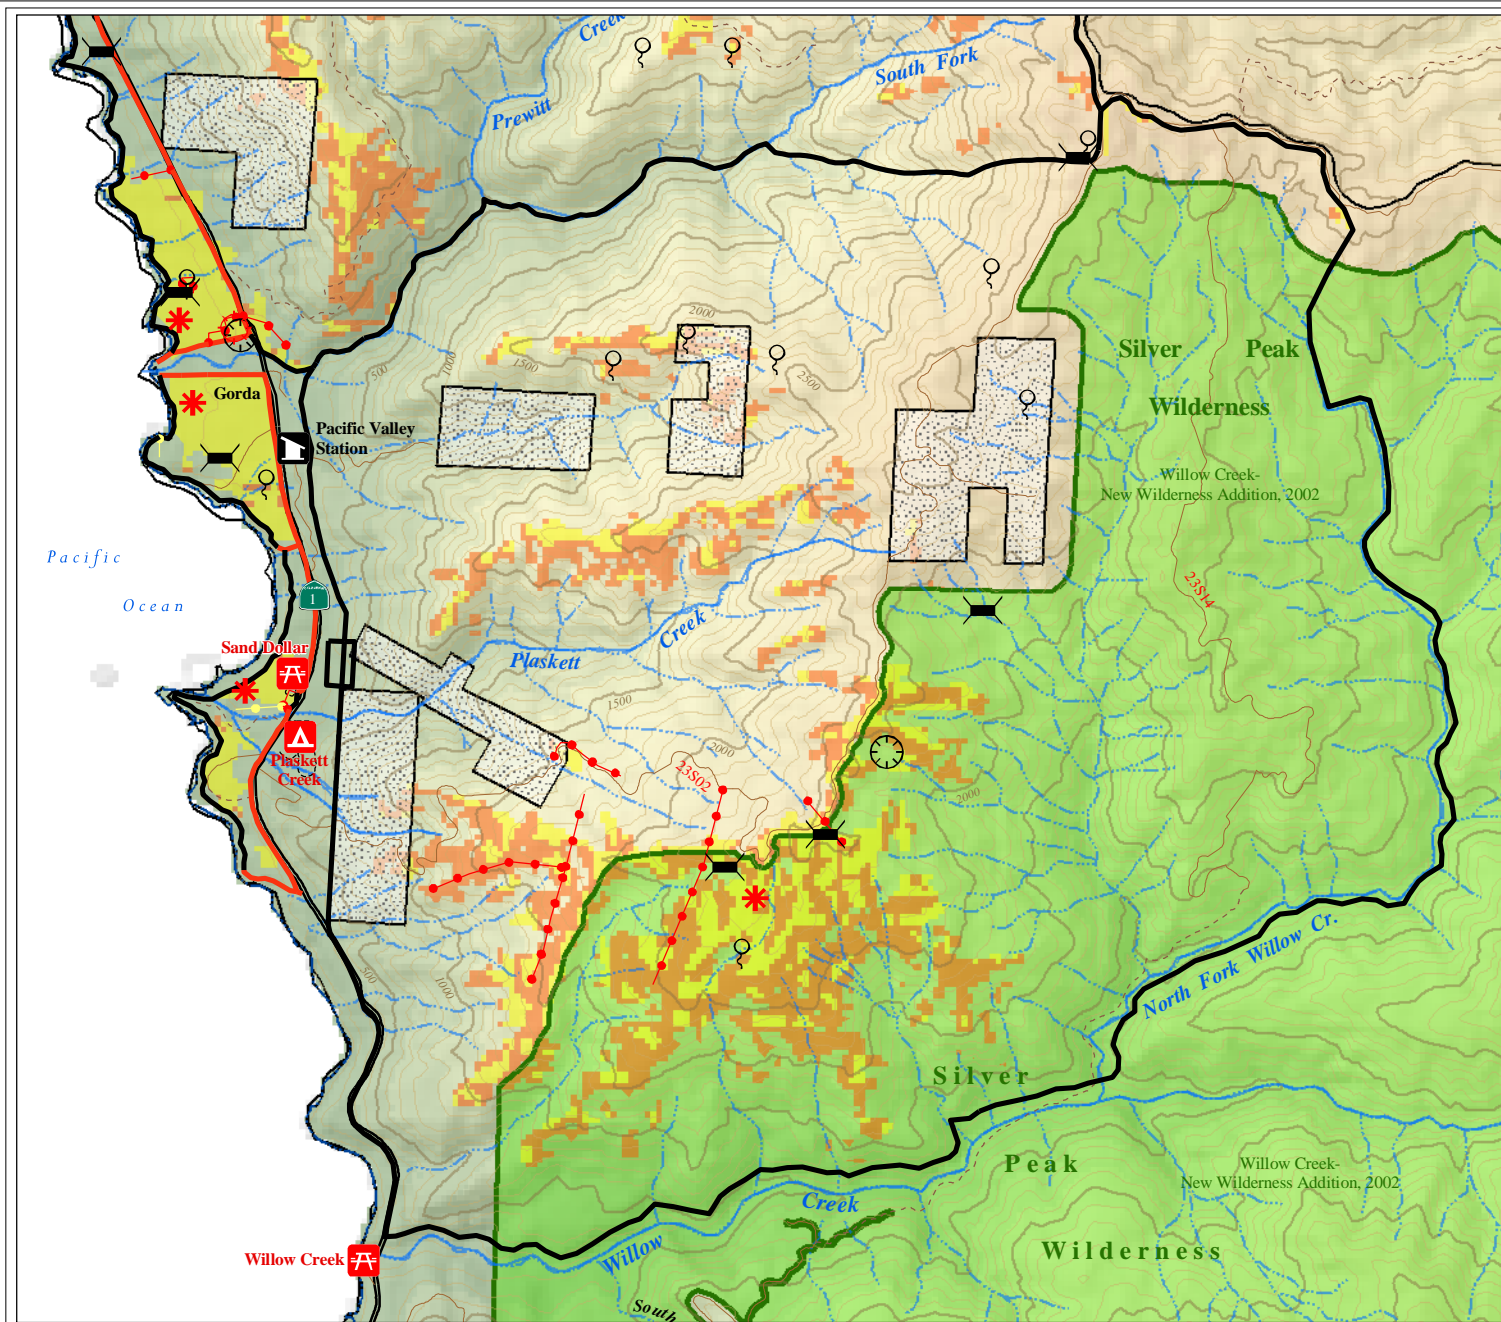 Creek
South Fork
Prewitt
2000
Silver Peak
1000
1500
500
2500
Gorda
Wilderness
Pacific Valley
Station
Willow Creek-
New Wilderness Addition, 2002
Pacific
Ocean
23S14
1
Creek
Sand Dollar
Plaskett
1500
2000
Plaskett
Creek
23S02
2000
North Fork Willow Cr.
500
1000
Silver
Peak
Willow Creek-
New Wilderness Addition, 2002
Creek
Willow
Wilderness
Willow Creek
South